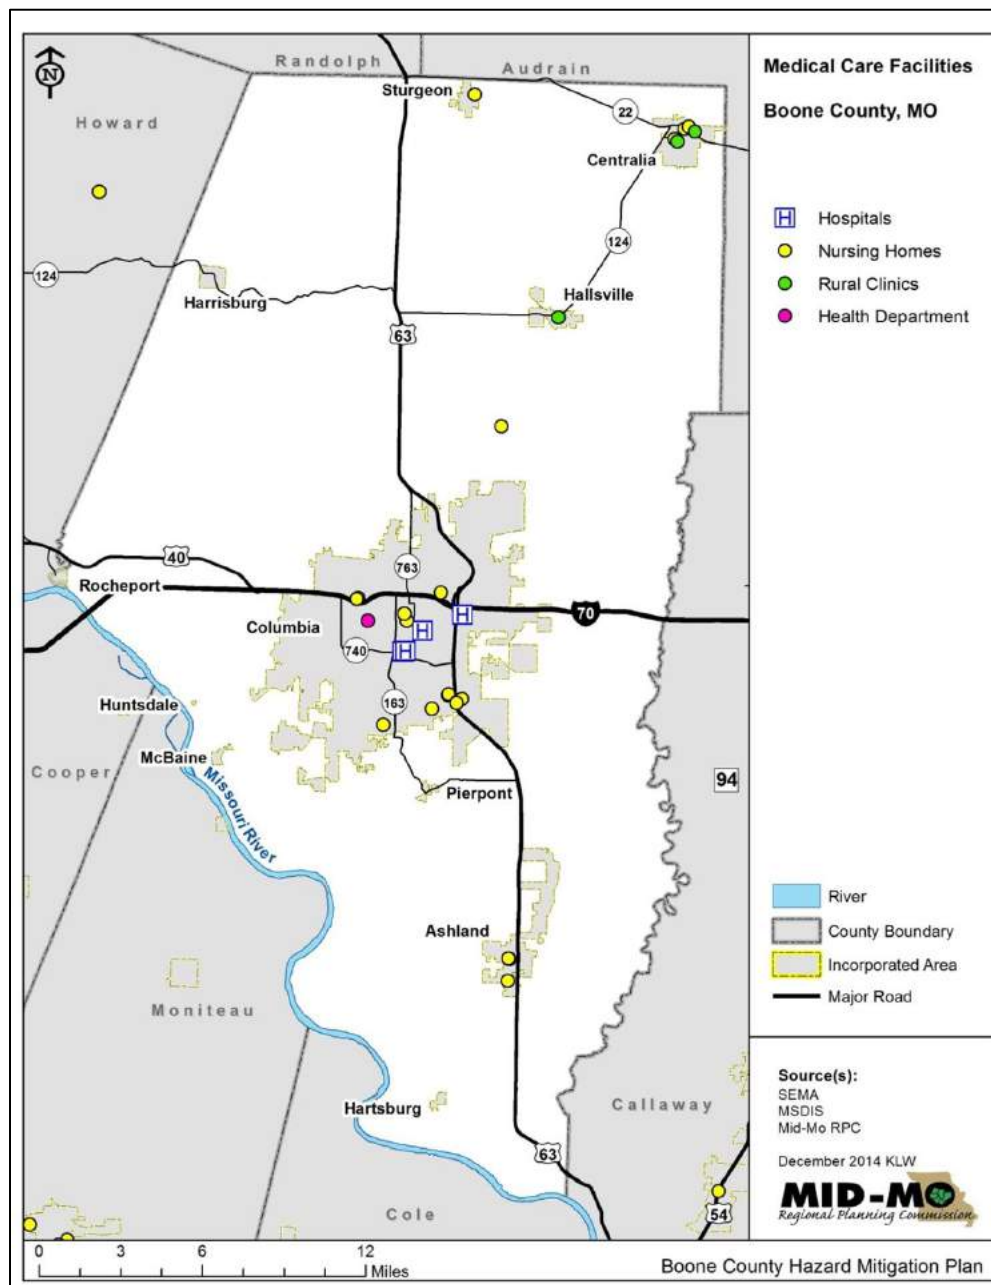 Medical Care Facilities
Boone County, MO
Hospitals
Nursing Homes
Rural Clinics
Health Department
N
Randolph
Audrain
Sturgeon
22
Howard
Centralia
124
124
Hallsville
Harrisburg
63
40
763
Rocheport
70
Columbia
740
163
Huntsdale
McBaine
Cooper
94
Pierpont
Missouri River
River
County Boundary
Incorporated Area
Major Road
Ashland
Moniteau
Hartsburg
Callaway
63
54
Cole
Source(s):
SEMA
MSDIS
Mid-Mo RPC
December 2014 KLW
MID-MO
Regional Planning Commission
0 3 6 12
Miles
Boone County Hazard Mitigation Plan
H
H
H
H